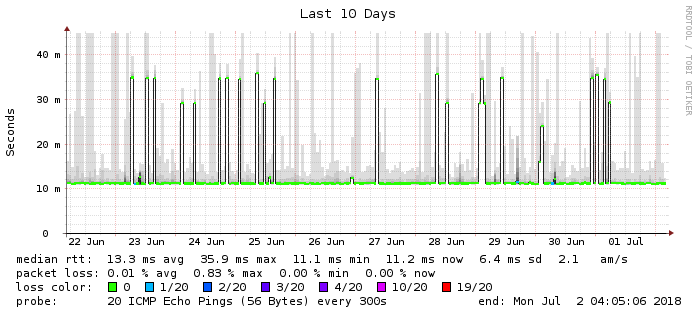 Last 10 Days
RRDTOOL / TOBI OETIKER
Seconds
40 m
30 m
20 m
10 m
0
22 Jun 23 Jun 24 Jun 25 Jun 26 Jun 27 Jun 28 Jun 29 Jun 30 Jun 01 Jul
median rtt: 13.3 ms avg 35.9 ms max 11.1 ms min 11.2 ms now 6.4 ms sd 2.1 am/s
packet loss: 0.01 % avg 0.83 % max 0.00 % min 0.00 % now
loss color: 0 1/20 2/20 3/20 4/20 10/20 19/20
probe: 20 ICMP Echo Pings (56 Bytes) every 300s end: Mon Jul 2 04:05:06 2018